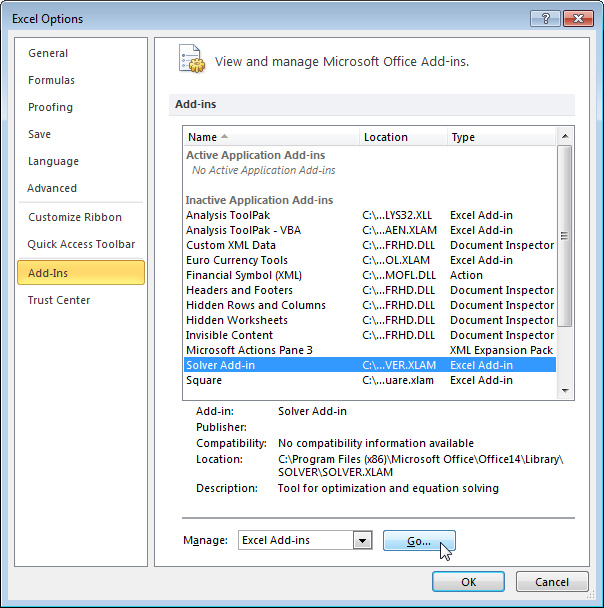 Excel Options
General
Formulas
Proofing
Save
Language
Advanced
Customize Ribbon
Quick Access Toolbar
Add-Ins
Trust Center
View and manage Microsoft Office Add-ins.
Add-ins
Name Location Type
Active Application Add-ins
No Active Application Add-ins
Inactive Application Add-ins
Analysis ToolPak C:\...LYS32.XLL Excel Add-in
Analysis ToolPak - VBA C:\...AEN.XLAM Excel Add-in
Custom XML Data C:\...FRHD.DLL Document Inspector
Euro Currency Tools C:\...OL.XLAM Excel Add-in
Financial Symbol (XML) C:\...MOFL.DLL Action
Headers and Footers C:\...FRHD.DLL Document Inspector
Hidden Rows and Columns C:\...FRHD.DLL Document Inspector
Hidden Worksheets C:\...FRHD.DLL Document Inspector
Invisible Content C:\...FRHD.DLL Document Inspector
Microsoft Actions Pane 3 XML Expansion Pack
Solver Add-in C:\...VER.XLAM Excel Add-in
Square C:\...uare.xlam Excel Add-in
Add-in: Solver Add-in
Publisher:
Compatibility: No compatibility information available
Location: C:\Program Files (x86)\Microsoft Office\Office14\Library\
SOLVER\SOLVER.XLAM
Description: Tool for optimization and equation solving
Manage: Excel Add-ins Go...
OK Cancel